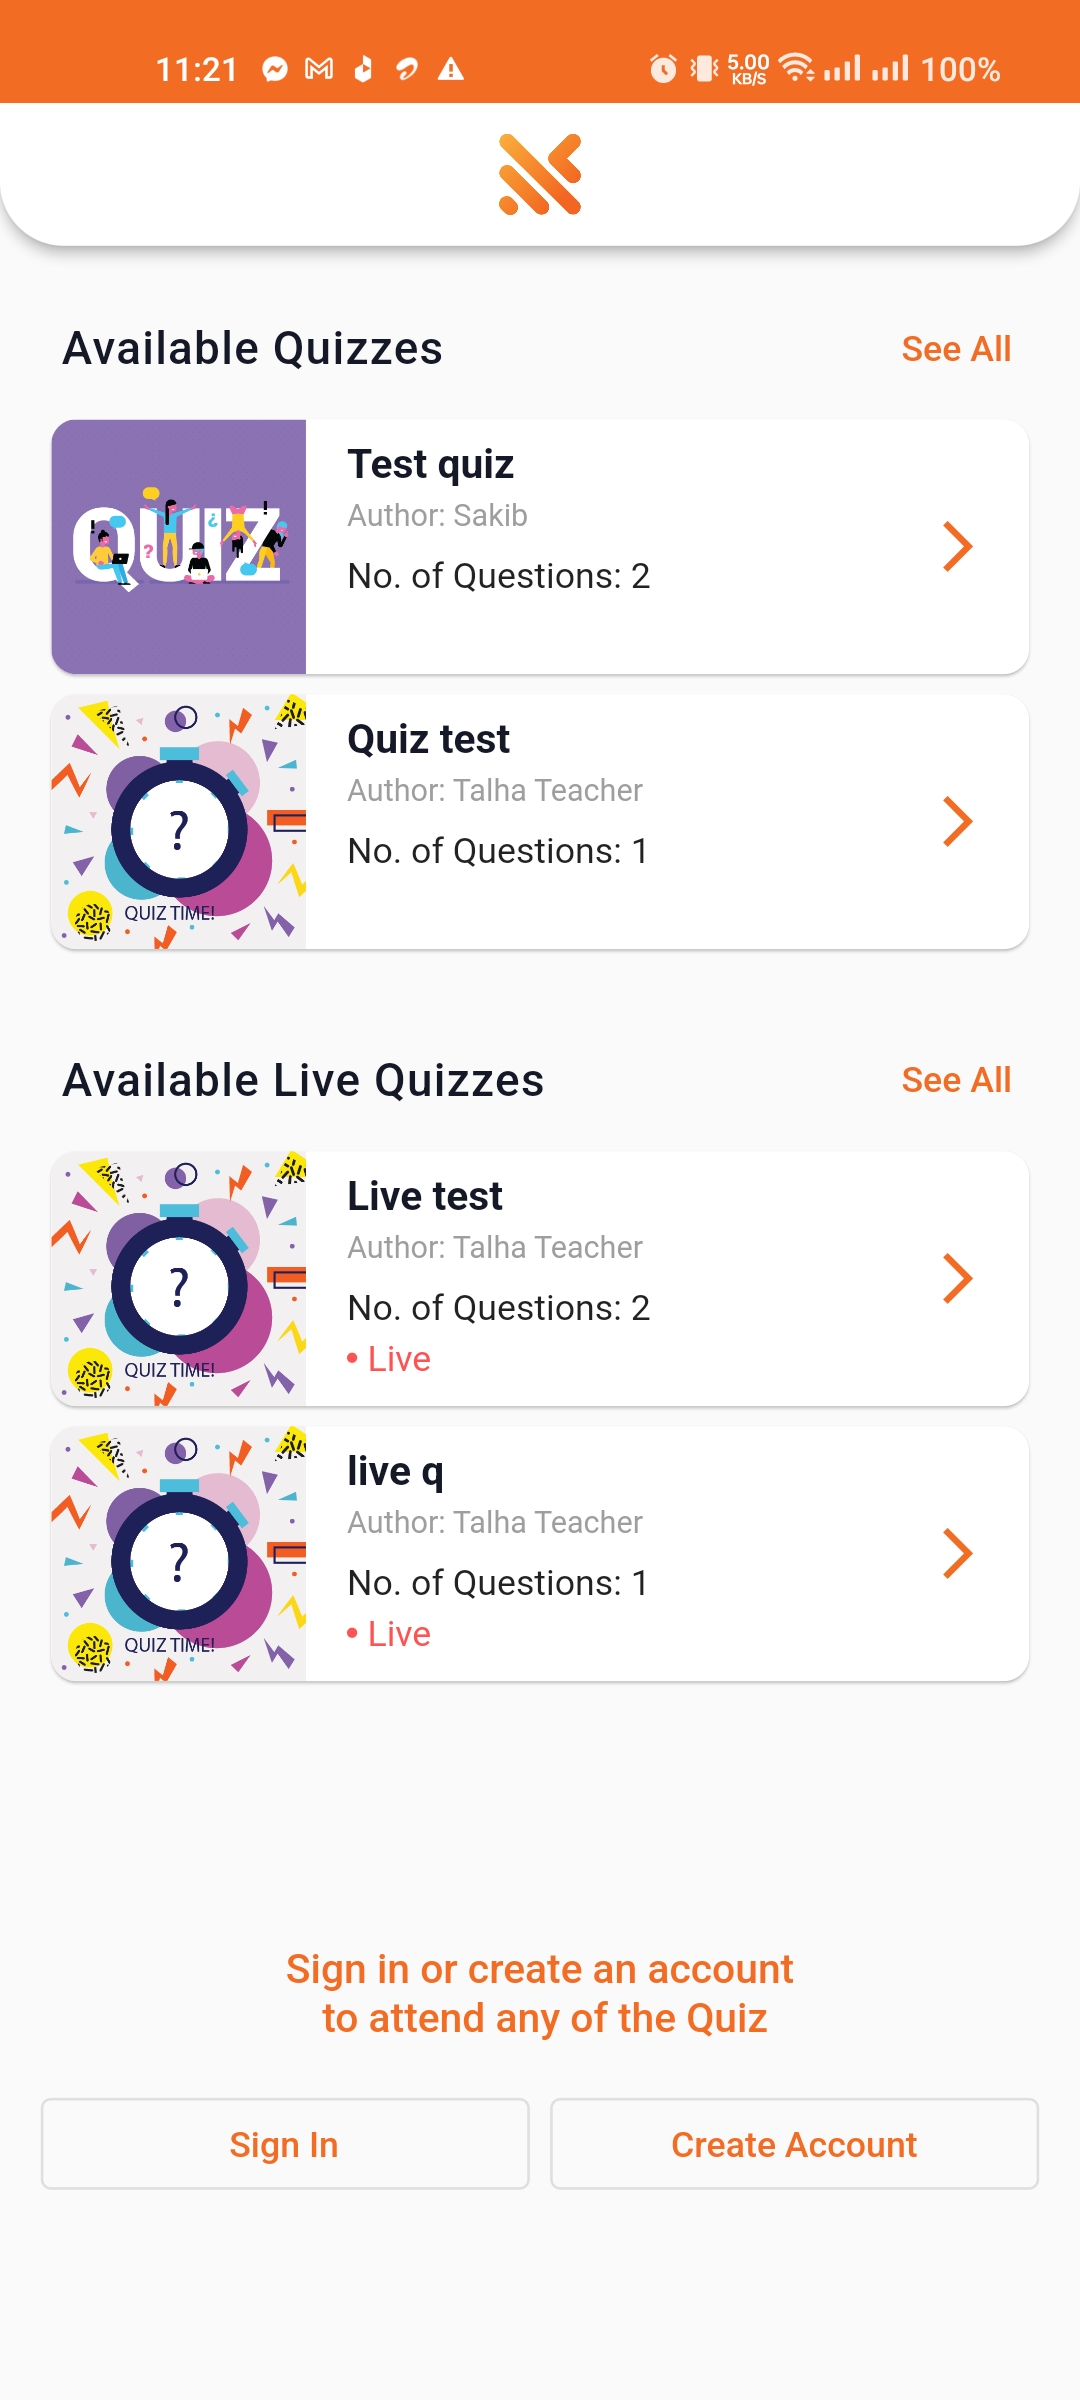 11:21 5.00 KB/S 100%
Available Quizzes See All
QUIZ
Test quiz
Author: Sakib
No. of Questions: 2
Quiz test
Author: Talha Teacher
No. of Questions: 1
?
QUIZ TIME!
Available Live Quizzes See All
Live test
Author: Talha Teacher
No. of Questions: 2
• Live
?
QUIZ TIME!
live q
Author: Talha Teacher
No. of Questions: 1
• Live
?
QUIZ TIME!
Sign in or create an account
to attend any of the Quiz
Sign In Create Account